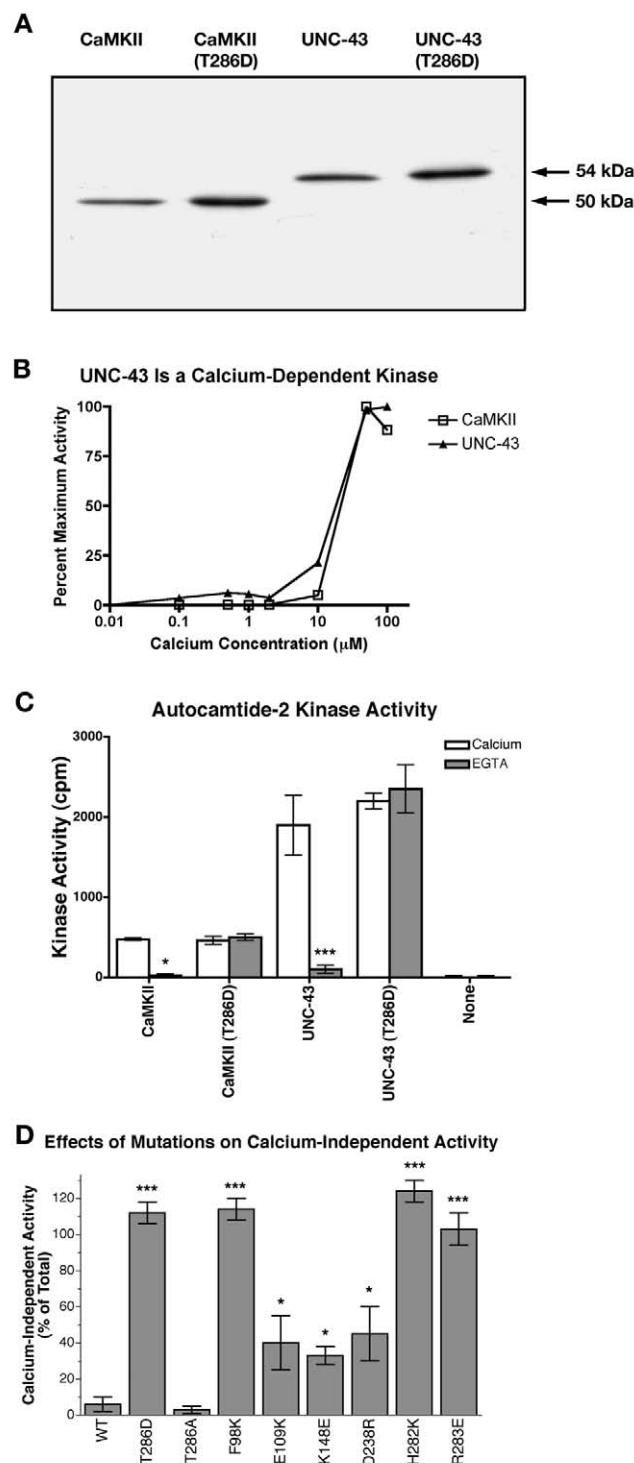 A
CaMKII
CaMKII
(T286D)
UNC-43
UNC-43
(T286D)
54 kDa
50 kDa
B
UNC-43 Is a Calcium-Dependent Kinase
Percent Maximum Activity
100
75
50
25
0
0.01
0.1
1
10
100
Calcium Concentration (µM)
CaMKII
UNC-43
C
Autocamtide-2 Kinase Activity
Kinase Activity (cpm)
3000
2000
1000
0
Calcium
EGTA
*
***
CaMKII
CaMKII (T286D)
UNC-43
UNC-43 (T286D)
None
D
Effects of Mutations on Calcium-Independent Activity
Calcium-Independent Activity
(% of Total)
120
100
80
60
40
20
0
***
***
*
*
*
***
***
WT
T286D
T286A
F98K
E109K
K148E
D238R
H282K
R283E